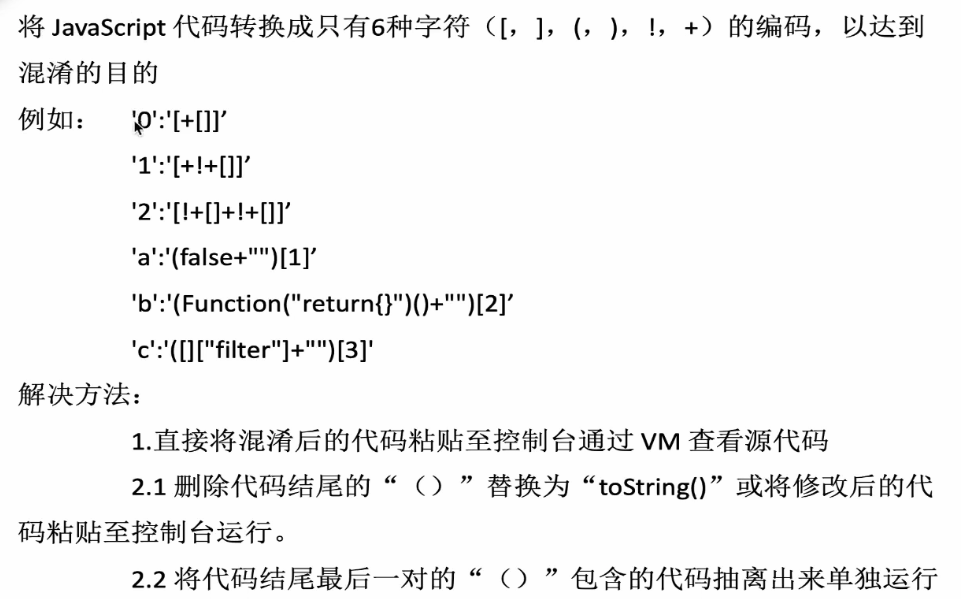 将 JavaScript 代码转换成只有6种字符（[，]，(，)，!，+）的编码，以达到
混淆的目的
例如： '0':'[+[]]’
'1':'[+!+[]]’
'2':'[!+[]+!+[]]’
'a':'(false+"")[1]’
'b':'(Function("return{}")()+"")[2]’
'c':'([]["filter"]+"")[3]'
解决方法：
1.直接将混淆后的代码粘贴至控制台通过 VM 查看源代码
2.1 删除代码结尾的“（）”替换为“toString()”或将修改后的代
码粘贴至控制台运行。
2.2 将代码结尾最后一对的“（）”包含的代码抽离出来单独运行